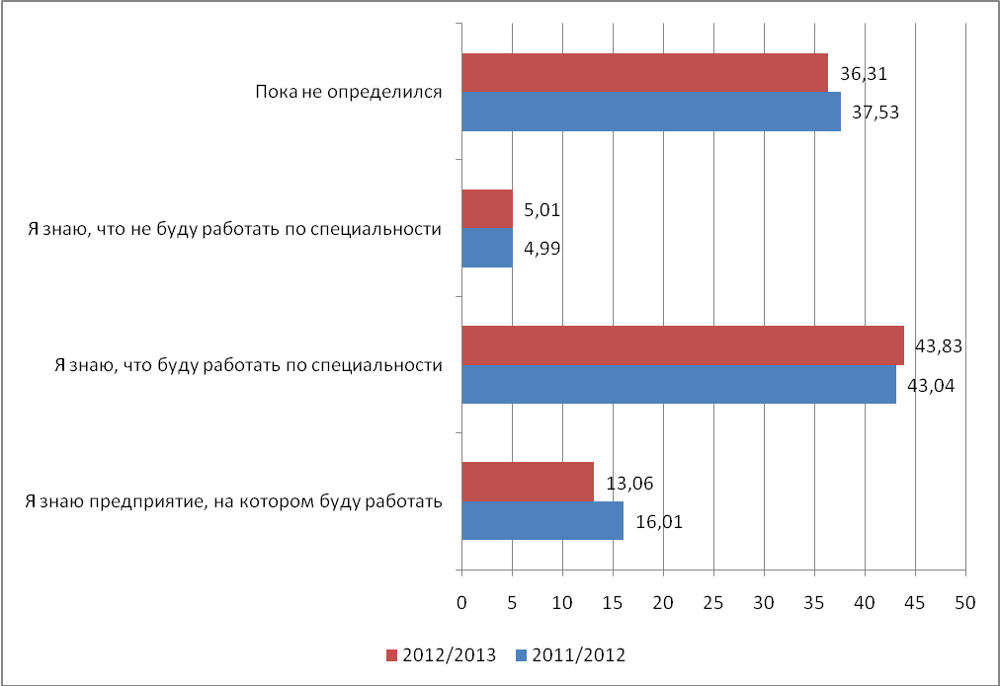 Пока не определился
36,31
37,53
Я знаю, что не буду работать по специальности
5,01
4,99
Я знаю, что буду работать по специальности
43,83
43,04
Я знаю предприятие, на котором буду работать
13,06
16,01
0 5 10 15 20 25 30 35 40 45 50
2012/2013 2011/2012